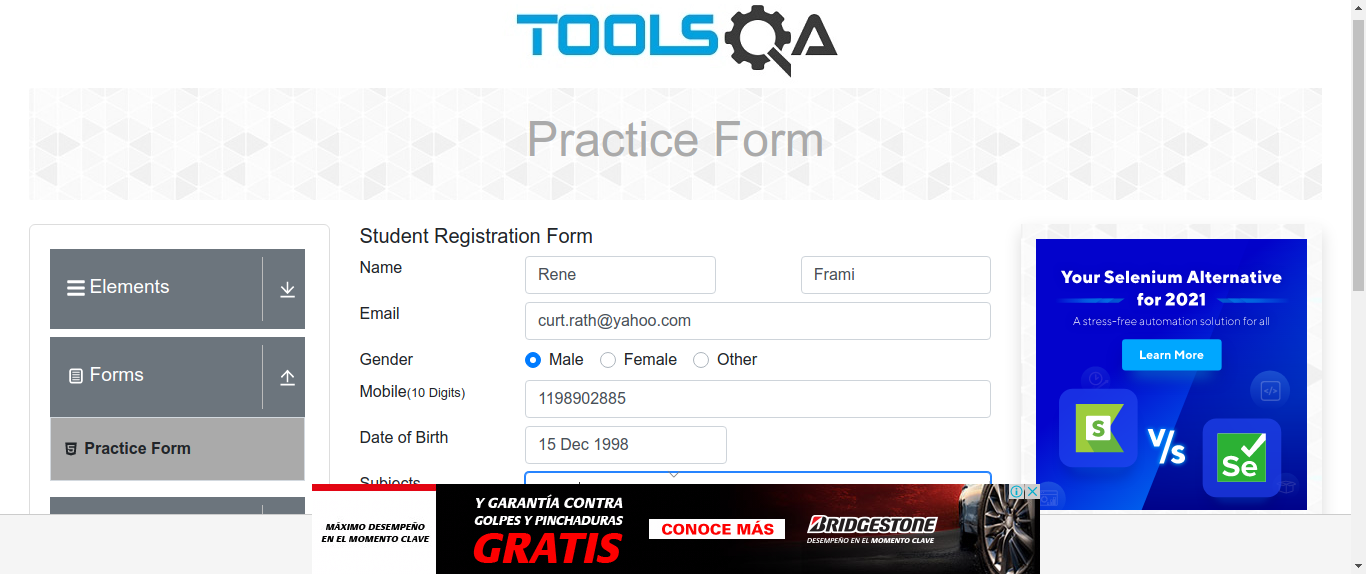 TOOLSQA
Practice Form
Elements
Forms
Practice Form
Student Registration Form
Name
Rene
Frami
Email
curt.rath@yahoo.com
Gender
Male
Female
Other
Mobile(10 Digits)
1198902885
Date of Birth
15 Dec 1998
Subjects
Your Selenium Alternative
for 2021
A stress-free automation solution for all
Learn More
S
V/s
Se
MÁXIMO DESEMPEÑO
EN EL MOMENTO CLAVE
Y GARANTÍA CONTRA
GOLPES Y PINCHADURAS
GRATIS
CONOCE MÁS
BRIDGESTONE
DESEMPEÑO EN EL MOMENTO CLAVE